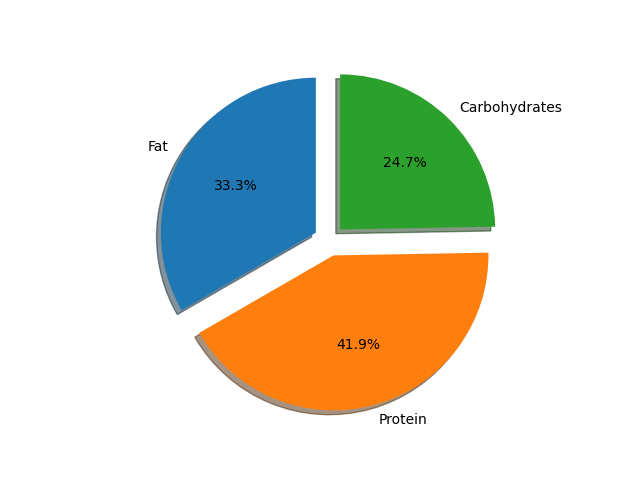 Carbohydrates
Fat
24.7%
33.3%
41.9%
Protein